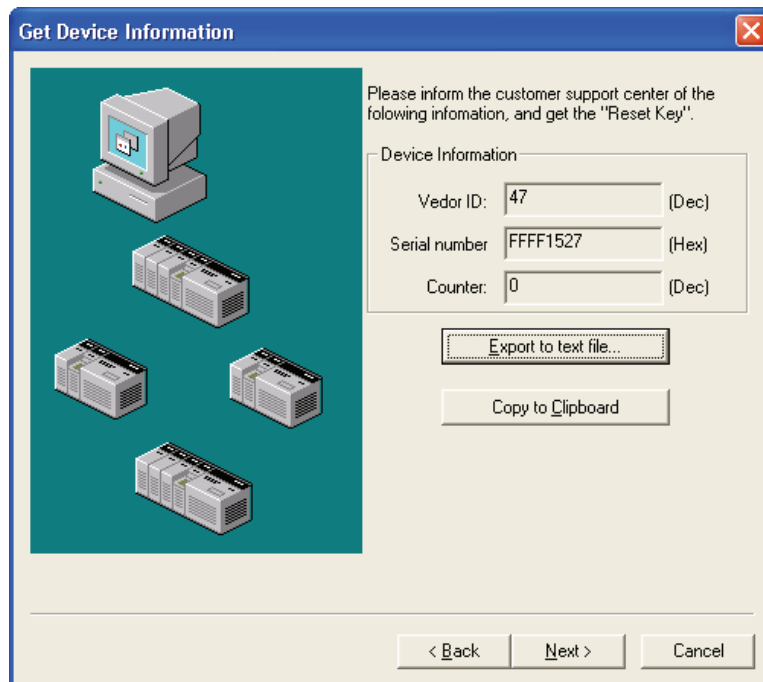 Get Device Information
Please inform the customer support center of the
folowing infomation, and get the "Reset Key".
Device Information
Vedor ID: 47 (Dec)
Serial number FFFF1527 (Hex)
Counter: 0 (Dec)
Export to text file...
Copy to Clipboard
< Back Next > Cancel